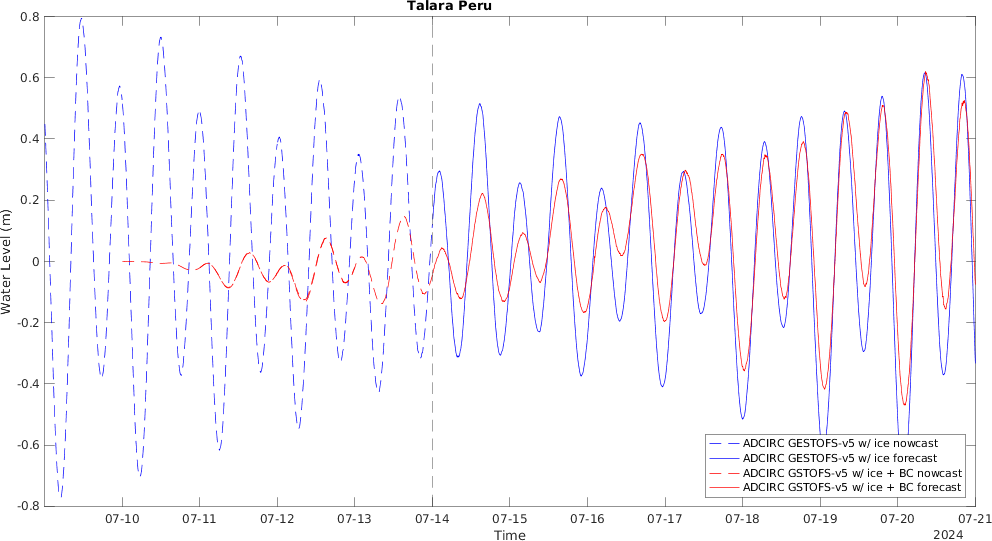 Talara Peru
Water Level (m)
0.8
0.6
0.4
0.2
0
-0.2
-0.4
-0.6
-0.8
ADCIRC GESTOFS-v5 w/ ice nowcast
ADCIRC GESTOFS-v5 w/ ice forecast
ADCIRC GSTOFS-v5 w/ ice + BC nowcast
ADCIRC GSTOFS-v5 w/ ice + BC forecast
07-10 07-11 07-12 07-13 07-14 07-15 07-16 07-17 07-18 07-19 07-20 07-21
Time
2024